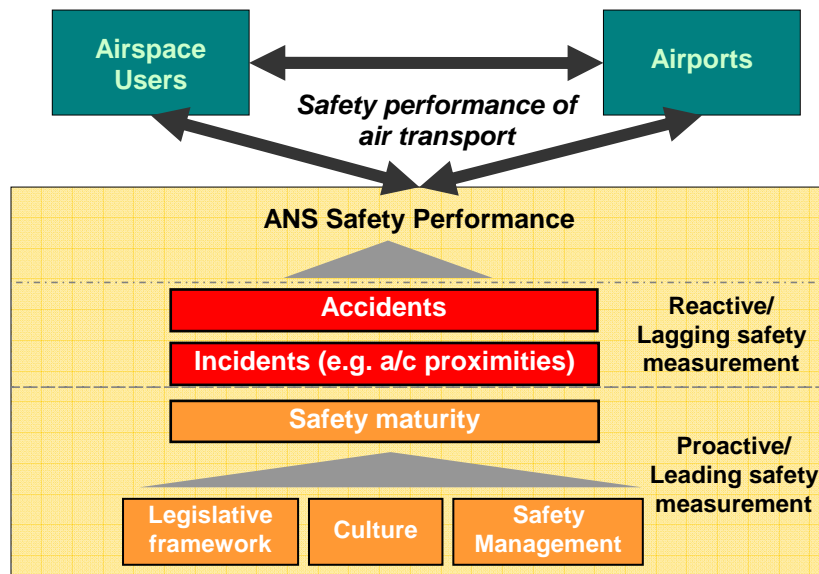 Airspace
Users
Airports
Safety performance of
air transport
ANS Safety Performance
Accidents
Incidents (e.g. a/c proximities)
Reactive/
Lagging safety
measurement
Safety maturity
Proactive/
Leading safety
measurement
Legislative
framework
Culture
Safety
Management